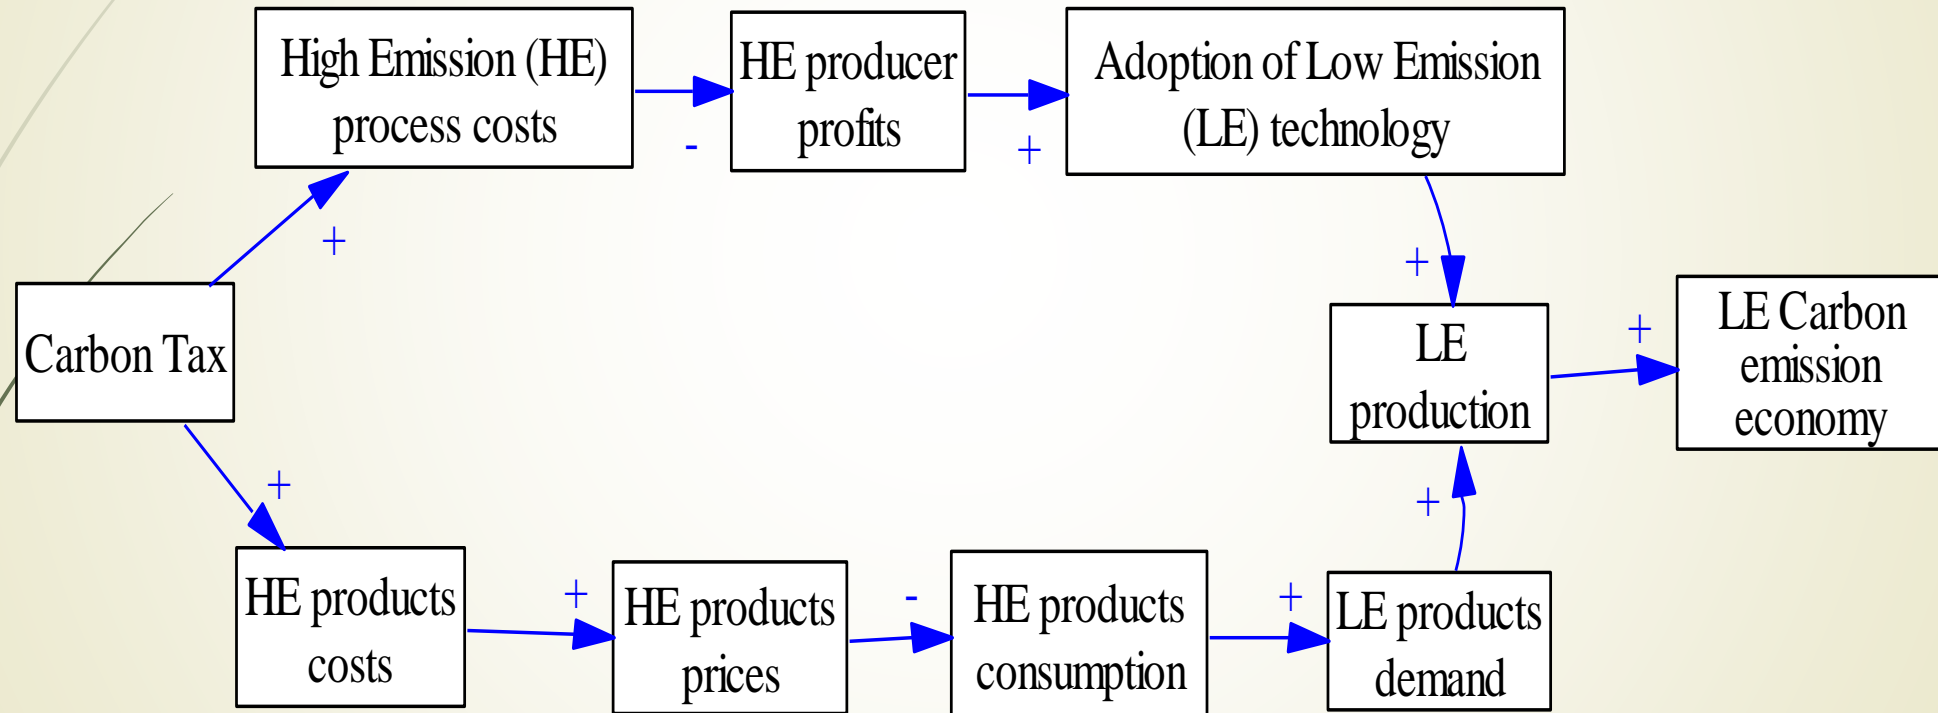 High Emission (HE)
process costs
-
HE producer
profits
+
Adoption of Low Emission
(LE) technology
+
+
Carbon Tax
LE
production
+
LE Carbon
emission
economy
+
HE products
costs
+
HE products
prices
-
HE products
consumption
+
LE products
demand
+